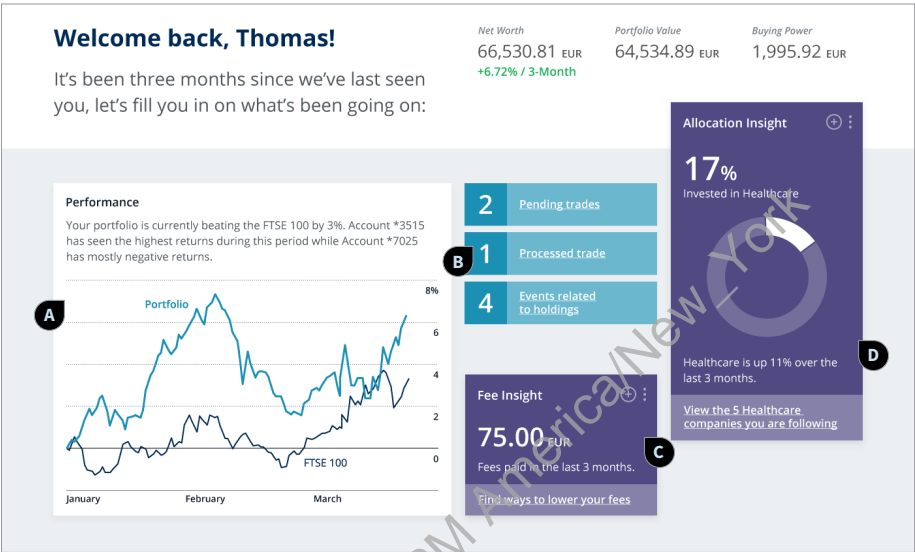 Welcome back, Thomas!
It’s been three months since we’ve last seen
you, let’s fill you in on what’s been going on:
Net Worth
66,530.81 EUR
+6.72% / 3-Month
Portfolio Value
64,534.89 EUR
Buying Power
1,995.92 EUR
Allocation Insight
17%
Invested in Healthcare
Healthcare is up 11% over the
last 3 months.
View the 5 Healthcare
companies you are following
D
Performance
Your portfolio is currently beating the FTSE 100 by 3%. Account *3515
has seen the highest returns during this period while Account *7025
has mostly negative returns.
A
Portfolio
FTSE 100
8%
6
4
2
0
January February March
B
2 Pending trades
1 Processed trade
4 Events related
to holdings
Fee Insight
75.00 EUR
Fees paid in the last 3 months.
Find ways to lower your fees
C
M America/New_York